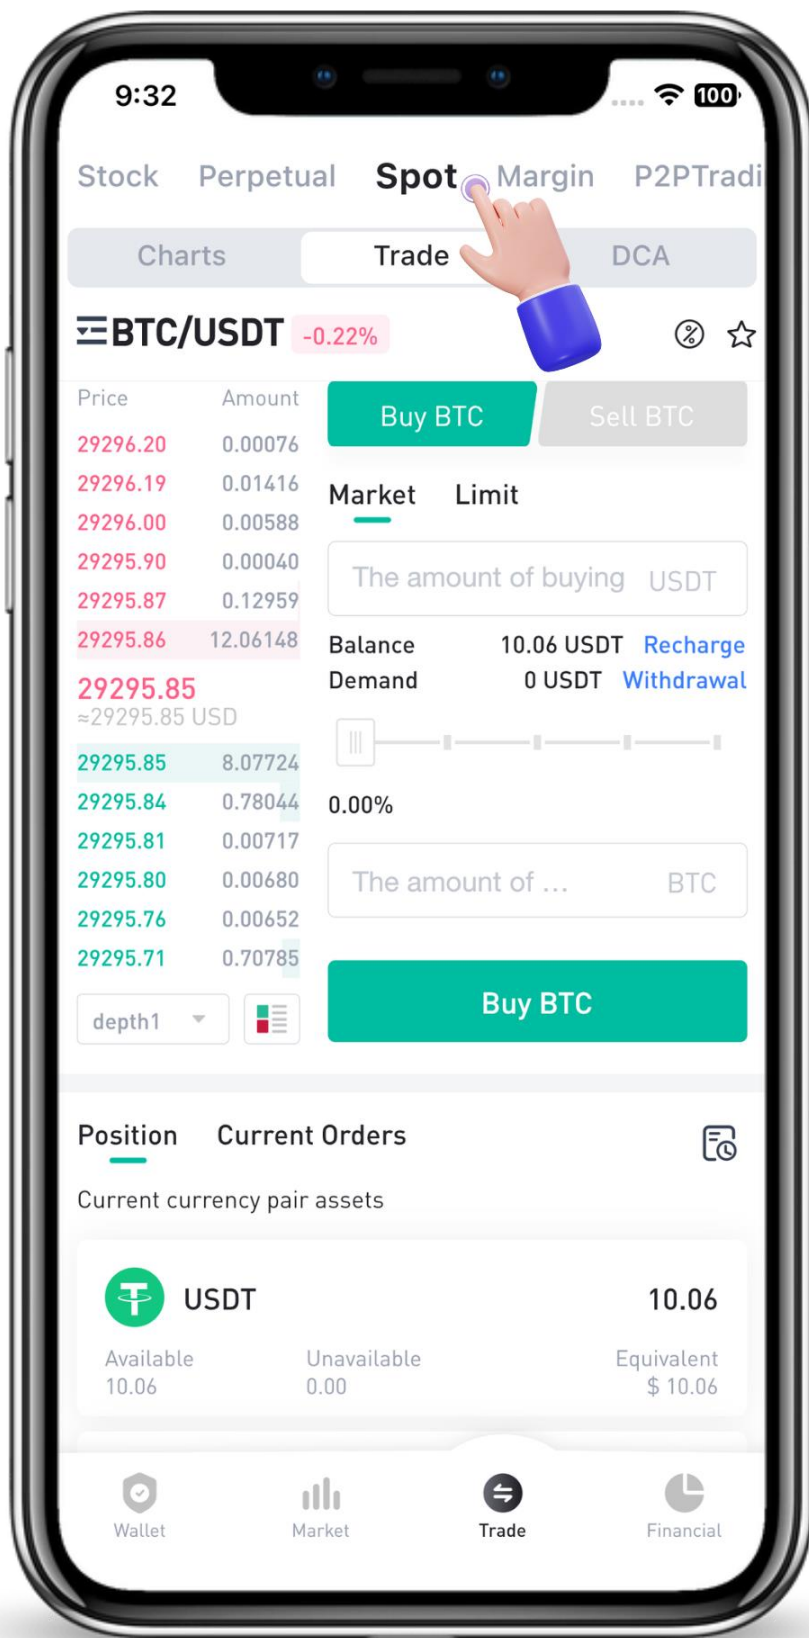 9:32 100
Stock Perpetual Spot Margin P2PTradi
Charts Trade DCA
BTC/USDT -0.22%
Price Amount
29296.20 0.00076
29296.19 0.01416
29296.00 0.00588
29295.90 0.00040
29295.87 0.12959
29295.86 12.06148
29295.85
≈29295.85 USD
29295.85 8.07724
29295.84 0.78044
29295.81 0.00717
29295.80 0.00680
29295.76 0.00652
29295.71 0.70785
depth1
Buy BTC Sell BTC
Market Limit
The amount of buying USDT
Balance 10.06 USDT Recharge
Demand 0 USDT Withdrawal
0.00%
The amount of ... BTC
Buy BTC
Position Current Orders
Current currency pair assets
USDT 10.06
Available Unavailable Equivalent
10.06 0.00 $ 10.06
Wallet Market Trade Financial